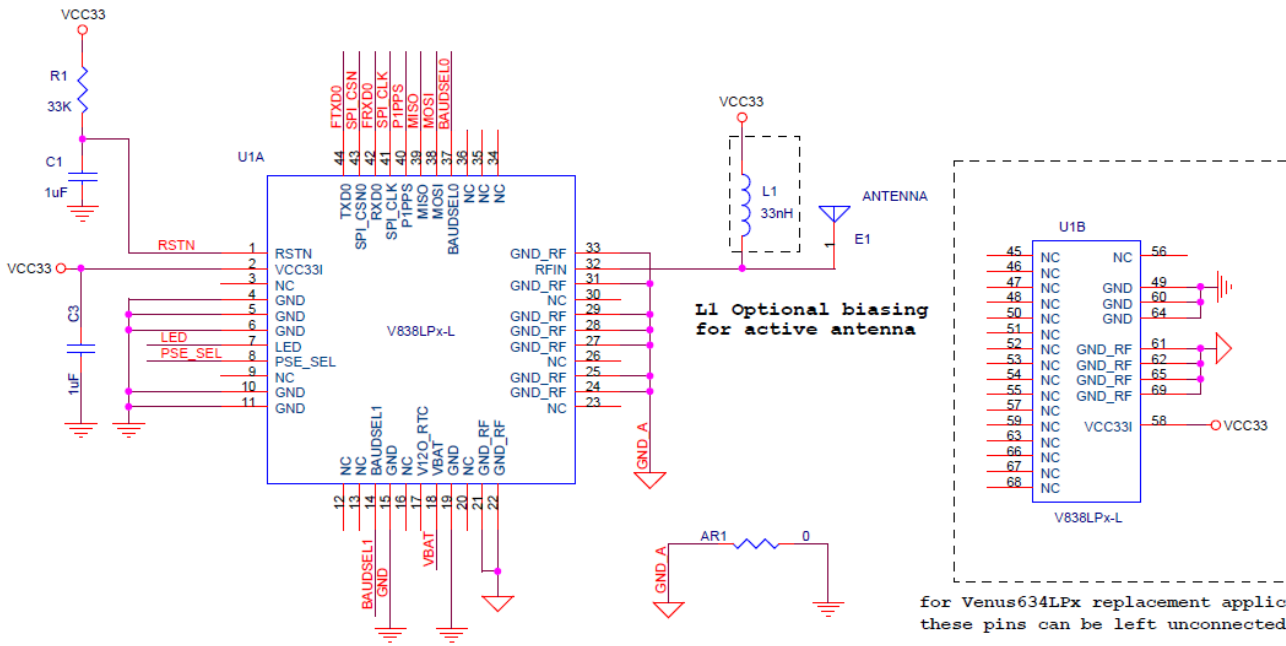 VCC33
R1
33K
C1
1uF
RSTN
VCC33
C3
1uF
LED
PSE_SEL
U1A
FTXD0
SPI_CSN
FRXD0
SPI_CLK
P1PPS
MISO
MOSI
BAUDSEL0
44
43
42
41
40
39
38
37
36
35
34
TXD0
SPI_CSN0
RXD0
SPI_CLK
P1PPS
MISO
MOSI
BAUDSEL0
NC
NC
NC
1 RSTN
2 VCC33I
3 NC
4 GND
5 GND
6 GND
7 LED
8 PSE_SEL
9 NC
10 GND
11 GND
V838LPx-L
GND_RF 33
RFIN 32
GND_RF 31
NC 30
GND_RF 29
GND_RF 28
GND_RF 27
NC 26
GND_RF 25
GND_RF 24
NC 23
NC
NC
BAUDSEL1
GND
NC
V12O_RTC
VBAT
GND
NC
GND_RF
GND_RF
12
13
14
15
16
17
18
19
20
21
22
BAUDSEL1
GND
VBAT
VCC33
L1
33nH
ANTENNA
1
E1
L1 Optional biasing
for active antenna
GND_A
AR1 0
GND_A
U1B
45 NC
46 NC
47 NC
48 NC
50 NC
51 NC
52 NC
53 NC
54 NC
55 NC
57 NC
59 NC
63 NC
66 NC
67 NC
68 NC
NC 56
GND 49
GND 60
GND 64
GND_RF 61
GND_RF 62
GND_RF 65
GND_RF 69
VCC33I 58
VCC33
V838LPx-L
for Venus634LPx replacement applic
these pins can be left unconnected